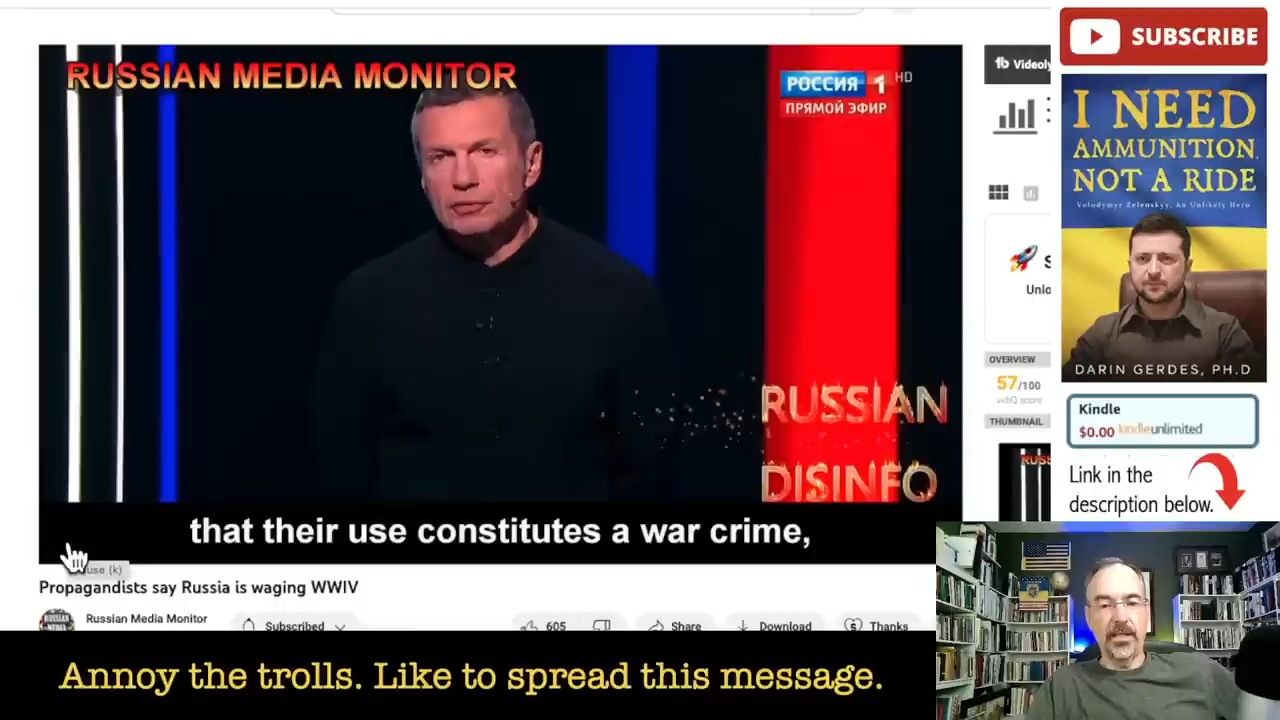 RUSSIAN MEDIA MONITOR
РОССИЯ 1 HD
ПРЯМОЙ ЭФИР
RUSSIAN
DISINFO
that their use constitutes a war crime,
Propagandists say Russia is waging WWIV
Russian Media Monitor
Subscribed
605
Share
Download
Thanks
OVERVIEW
57/100
vidIQ score
THUMBNAIL
SUBSCRIBE
I NEED
AMMUNITION,
NOT A RIDE
Volodymyr Zelenskyy, An Unlikely Hero
DARIN GERDES, PH.D
Kindle
$0.00 kindleunlimited
Link in the
description below.
Annoy the trolls. Like to spread this message.